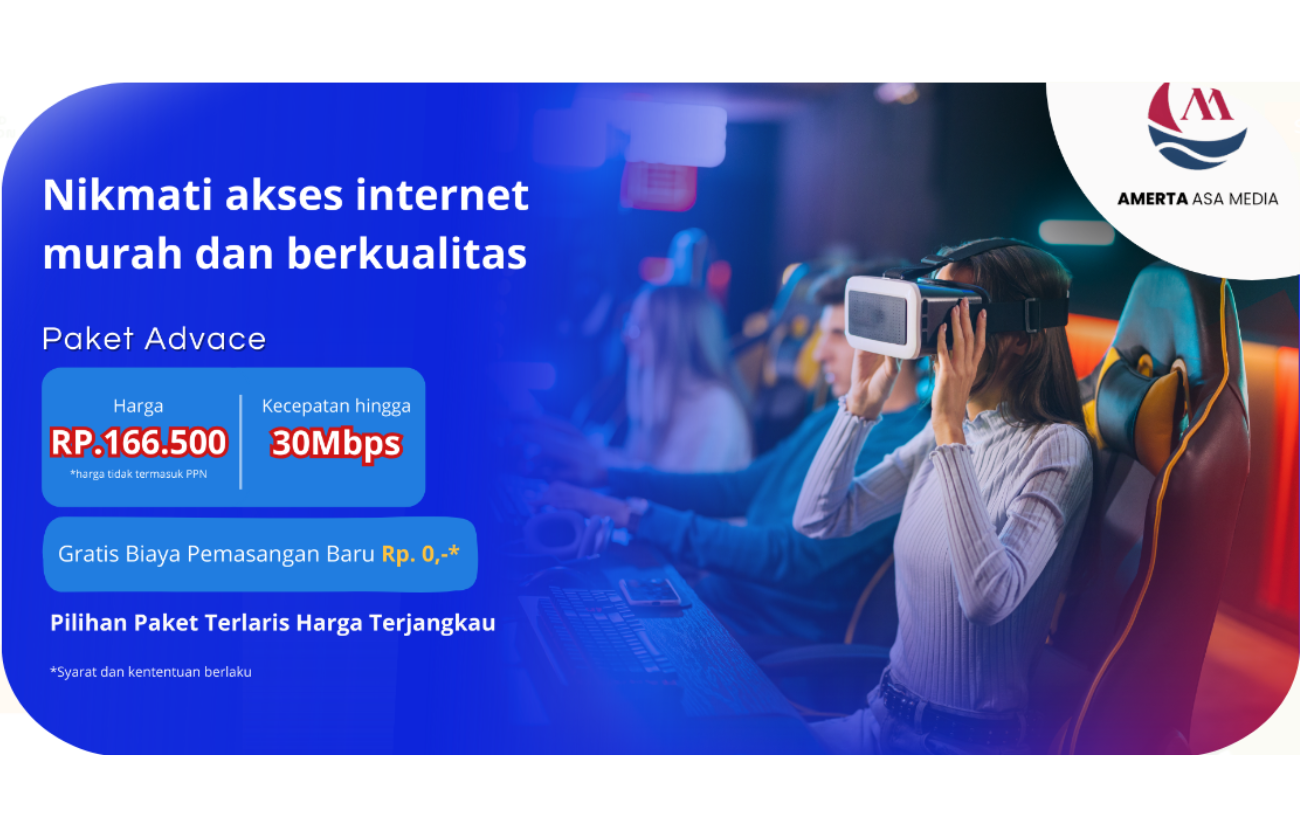 AMERTA ASA MEDIA
Nikmati akses internet
murah dan berkualitas
Paket Advace
Harga
RP.166.500
*harga tidak termasuk PPN
Kecepatan hingga
30Mbps
Gratis Biaya Pemasangan Baru Rp. 0,-*
Pilihan Paket Terlaris Harga Terjangkau
*Syarat dan kententuan berlaku